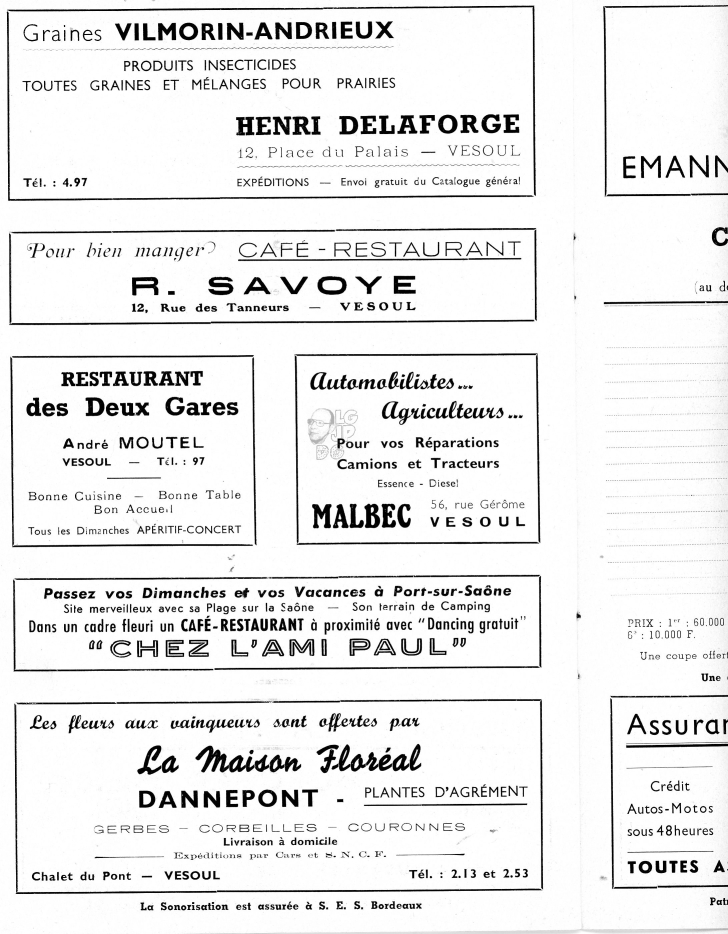 Graines VILMORIN-ANDRIEUX
PRODUITS INSECTICIDES
TOUTES GRAINES ET MÉLANGES POUR PRAIRIES
HENRI DELAFORGE
12, Place du Palais — VESOUL
Tél. : 4.97
EXPÉDITIONS — Envoi gratuit du Catalogue général
Pour bien manger CAFÉ - RESTAURANT
R. SAVOYE
12, Rue des Tanneurs — VESOUL
RESTAURANT
des Deux Gares
André MOUTEL
VESOUL — Tél. : 97
Bonne Cuisine — Bonne Table
Bon Accueil
Tous les Dimanches APÉRITIF-CONCERT
Automobilistes...
Agriculteurs...
Pour vos Réparations
Camions et Tracteurs
Essence - Diesel
MALBEC
56, rue Gérôme
VESOUL
LG
JP
DG
Passez vos Dimanches et vos Vacances à Port-sur-Saône
Site merveilleux avec sa Plage sur la Saône — Son terrain de Camping
Dans un cadre fleuri un CAFÉ-RESTAURANT à proximité avec "Dancing gratuit"
"CHEZ L'AMI PAUL"
Les fleurs aux vainqueurs sont offertes par
La Maison Floréal
DANNEPONT - PLANTES D'AGRÉMENT
GERBES — CORBEILLES — COURONNES
Livraison à domicile
Expéditions par Cars et S. N. C. F.
Chalet du Pont — VESOUL
Tél. : 2.13 et 2.53
La Sonorisation est assurée à S. E. S. Bordeaux
EMANN
C
(au d
PRIX : 1er : 60.000
6e : 10.000 F.
Une coupe offert
Une
Assuran
Crédit
Autos-Motos
sous 48 heures
TOUTES A
Patr